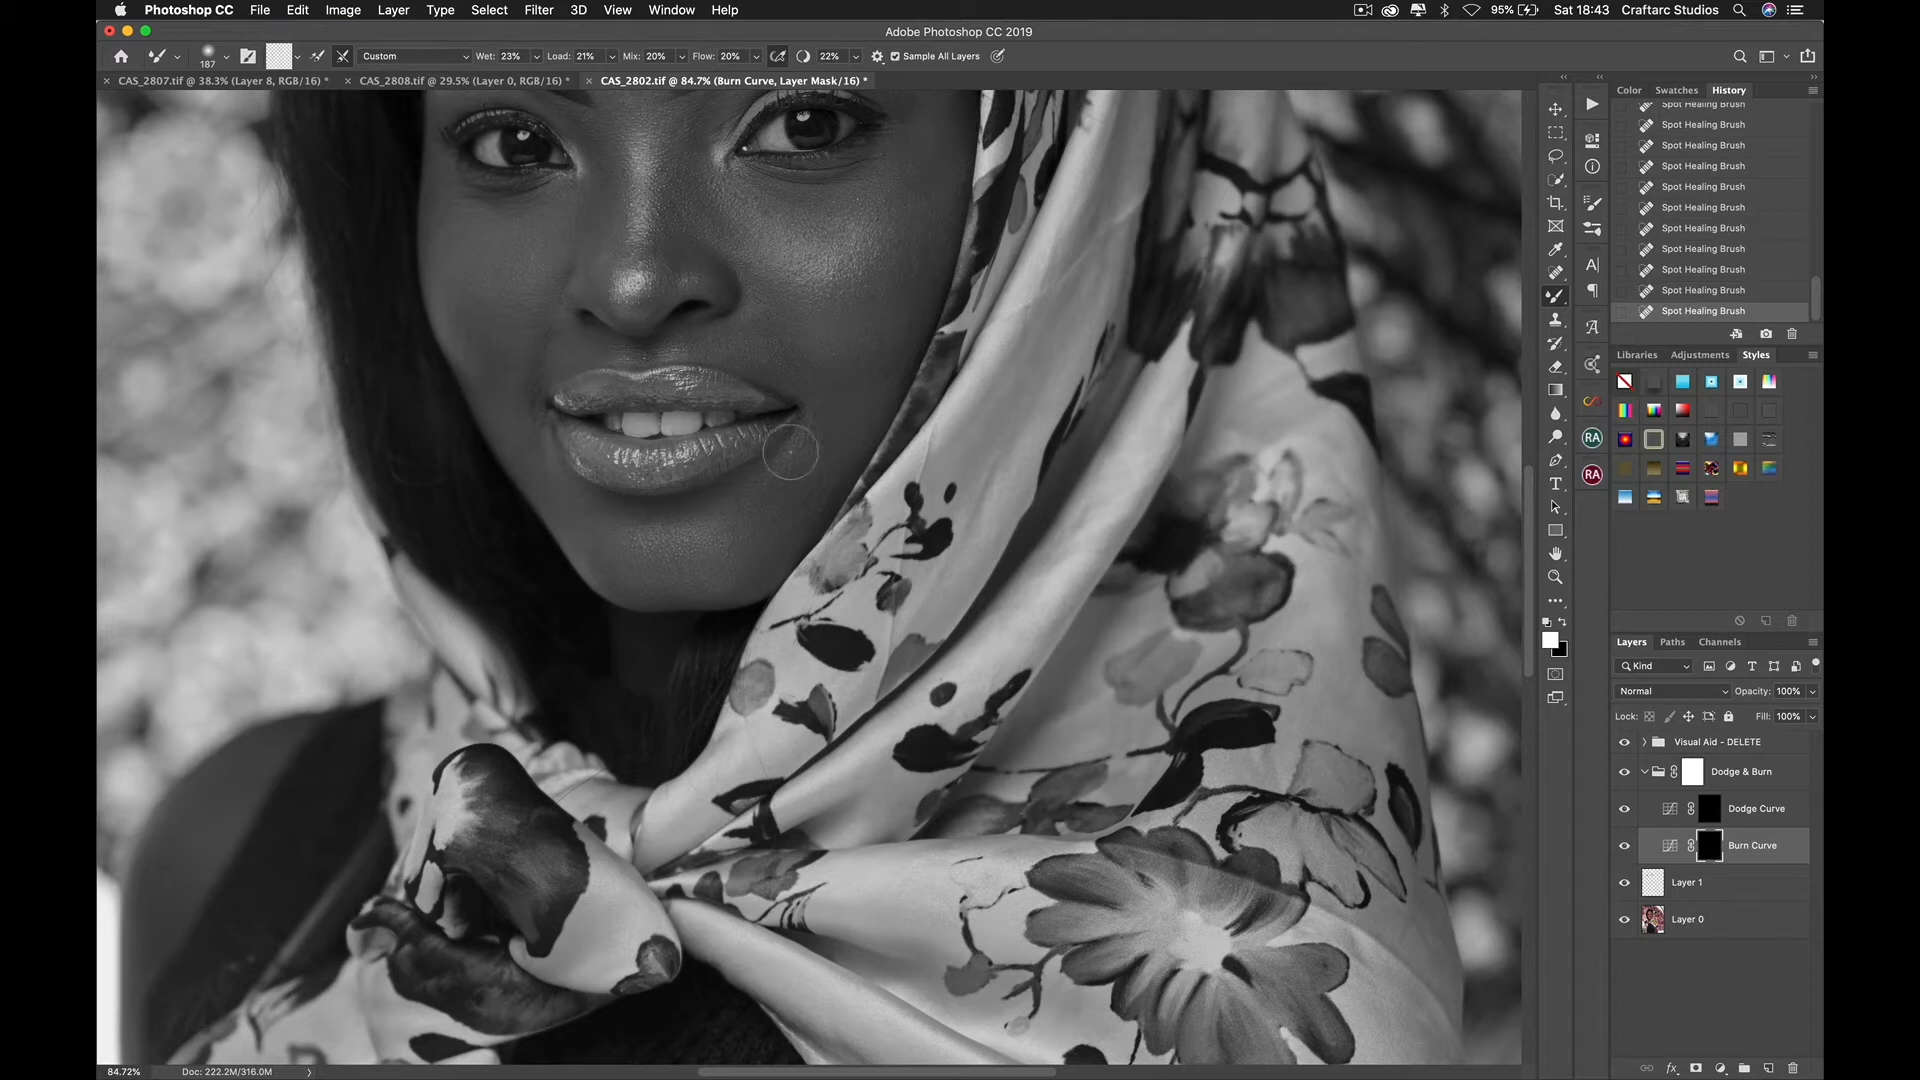 Photoshop CC File Edit Image Layer Type Select Filter 3D View Window Help
95% Sat 18:43 Craftarc Studios
Adobe Photoshop CC 2019
187 Custom Wet: 23% Load: 21% Mix: 20% Flow: 20% 22% Sample All Layers
CAS_2807.tif @ 38.3% (Layer 8, RGB/16) * CAS_2808.tif @ 29.5% (Layer 0, RGB/16) * CAS_2802.tif @ 84.7% (Burn Curve, Layer Mask/16) *
Color Swatches History
Spot Healing Brush
Spot Healing Brush
Spot Healing Brush
Spot Healing Brush
Spot Healing Brush
Spot Healing Brush
Spot Healing Brush
Spot Healing Brush
Spot Healing Brush
Spot Healing Brush
Spot Healing Brush
Libraries Adjustments Styles
RA
RA
Layers Paths Channels
Kind
Normal Opacity: 100%
Lock: Fill: 100%
Visual Aid - DELETE
Dodge & Burn
Dodge Curve
Burn Curve
Layer 1
Layer 0
84.72% Doc: 222.2M/316.0M